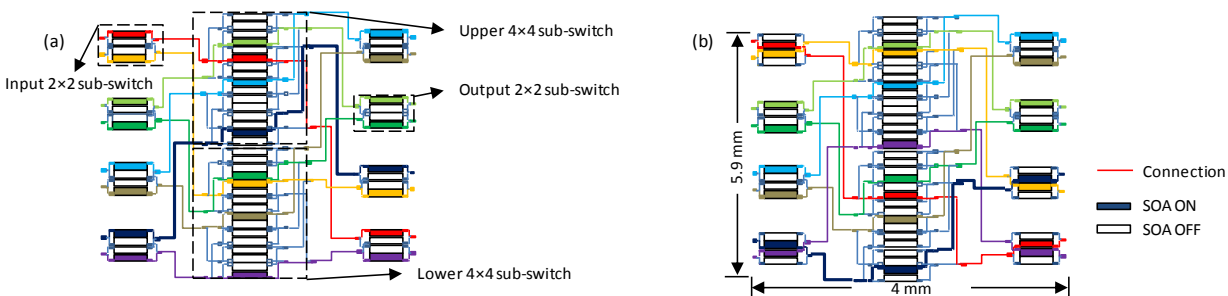 (a)
Upper 4×4 sub-switch
Input 2×2 sub-switch
Output 2×2 sub-switch
Lower 4×4 sub-switch
(b)
5.9 mm
4 mm
Connection
SOA ON
SOA OFF